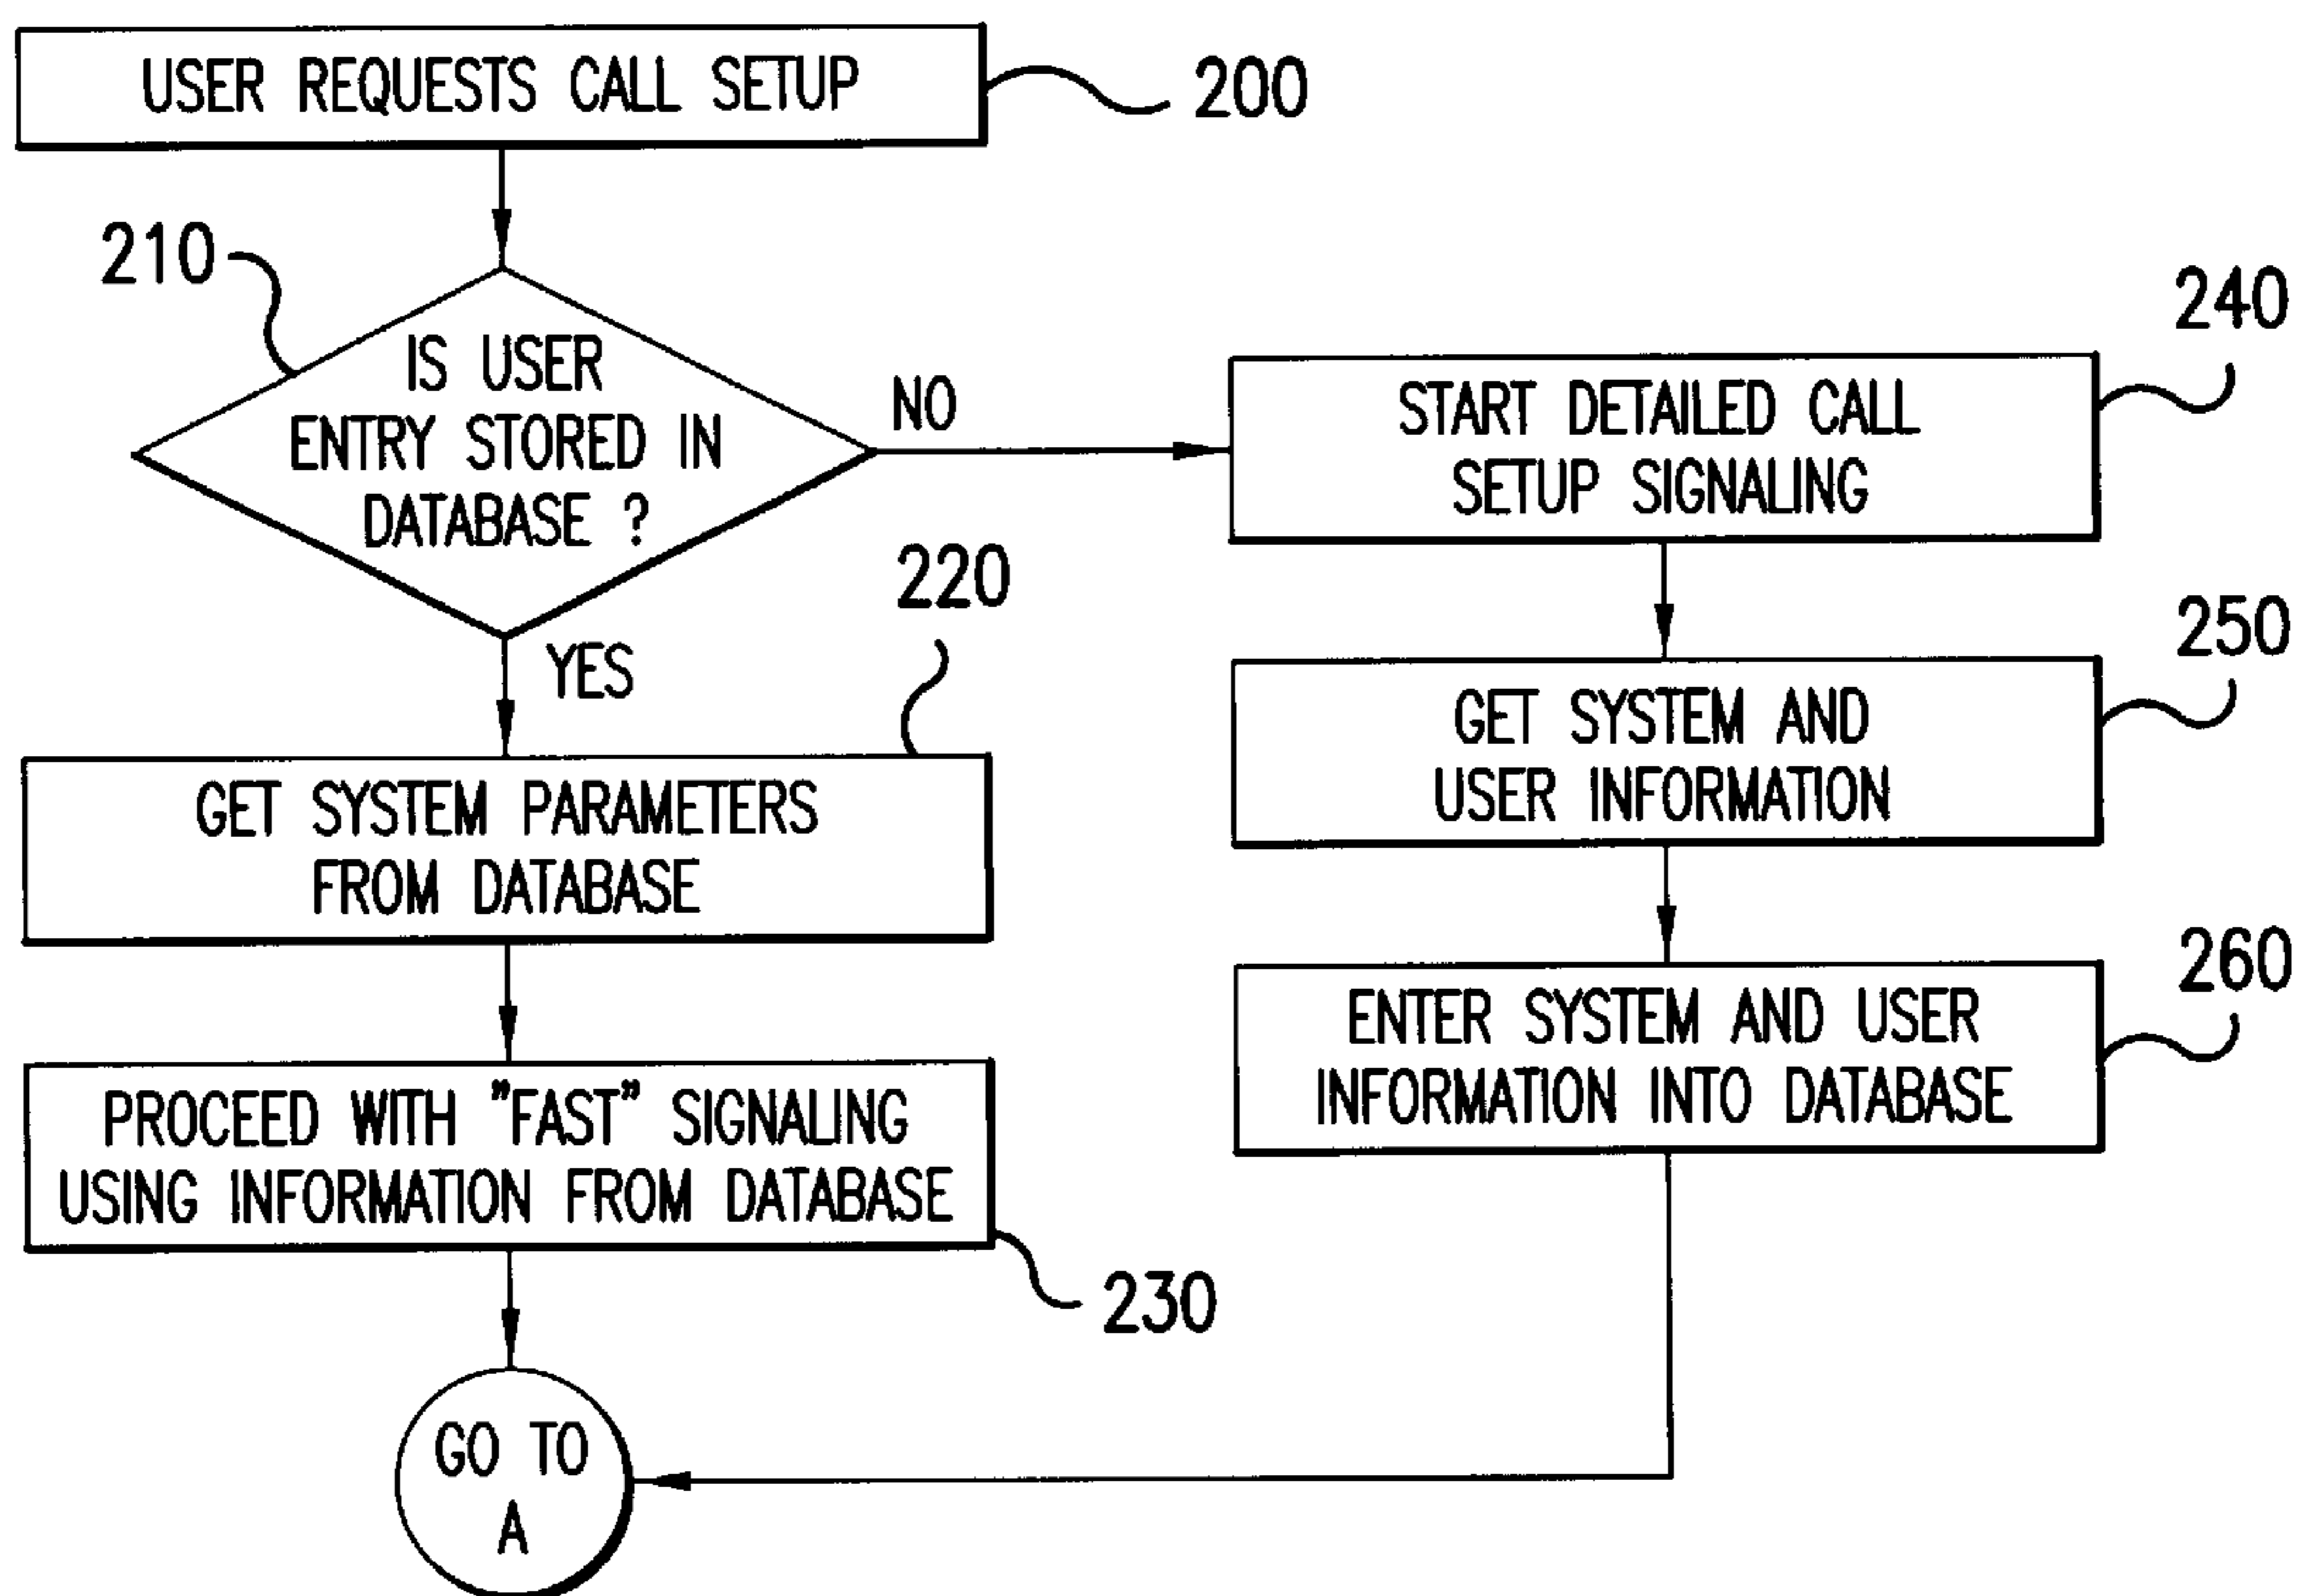 USER REQUESTS CALL SETUP
200
210
IS USER
ENTRY STORED IN
DATABASE ?
NO
YES
220
GET SYSTEM PARAMETERS
FROM DATABASE
PROCEED WITH "FAST" SIGNALING
USING INFORMATION FROM DATABASE
230
240
START DETAILED CALL
SETUP SIGNALING
250
GET SYSTEM AND
USER INFORMATION
260
ENTER SYSTEM AND USER
INFORMATION INTO DATABASE
GO TO
A